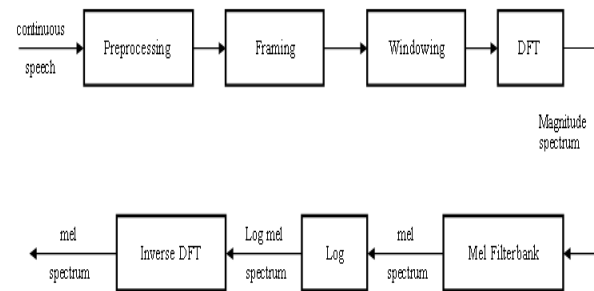 continuous
speech
Preprocessing
Framing
Windowing
DFT
Magnitude
spectrum
Mel Filterbank
mel
spectrum
Log
Log mel
spectrum
Inverse DFT
mel
spectrum